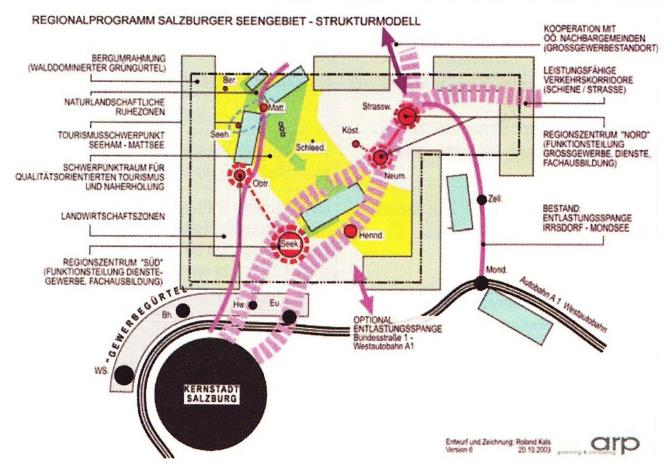 REGIONALPROGRAMM SALZBURGER SEENGEBIET - STRUKTURMODELL
KOOPERATION MIT
OÖ. NACHBARGEMEINDEN
(GROSSGEWERBESTANDORT)
BERGUMRAHMUNG
(WALDDOMINIERTER GRÜNGÜRTEL)
LEISTUNGSFÄHIGE
VERKEHRSKORRIDORE
(SCHIENE / STRASSE)
NATURLANDSCHAFTLICHE
RUHEZONEN
TOURISMUSSCHWERPUNKT
SEEHAM - MATTSEE
SCHWERPUNKTRAUM FÜR
QUALITÄTSORIENTIERTEN TOURISMUS
UND NAHERHOLUNG
REGIONSZENTRUM "NORD"
(FUNKTIONSTEILUNG
GROSSGEWERBE, DIENSTE,
FACHAUSBILDUNG)
LANDWIRTSCHAFTSZONEN
BESTAND:
ENTLASTUNGSSPANGE
IRRSDORF - MONDSEE
REGIONSZENTRUM "SÜD"
(FUNKTIONSTEILUNG DIENSTE-
GEWERBE, FACHAUSBILDUNG)
Ber.
Matt.
Strassw.
Seeh.
Köst.
Schleed.
Neum.
Obtr.
Zell.
Seek.
Hennd.
Mond.
Autobahn A 1 Westautobahn
"GEWERBEGÜRTEL"
Hw.
Eu.
Bh.
WS.
OPTIONAL:
ENTLASTUNGSSPANGE
Bundesstraße 1 -
Westautobahn A1
KERNSTADT
SALZBURG
Entwurf und Zeichnung: Roland Kals
Version 6 20.10.2003
arp
planning & consulting